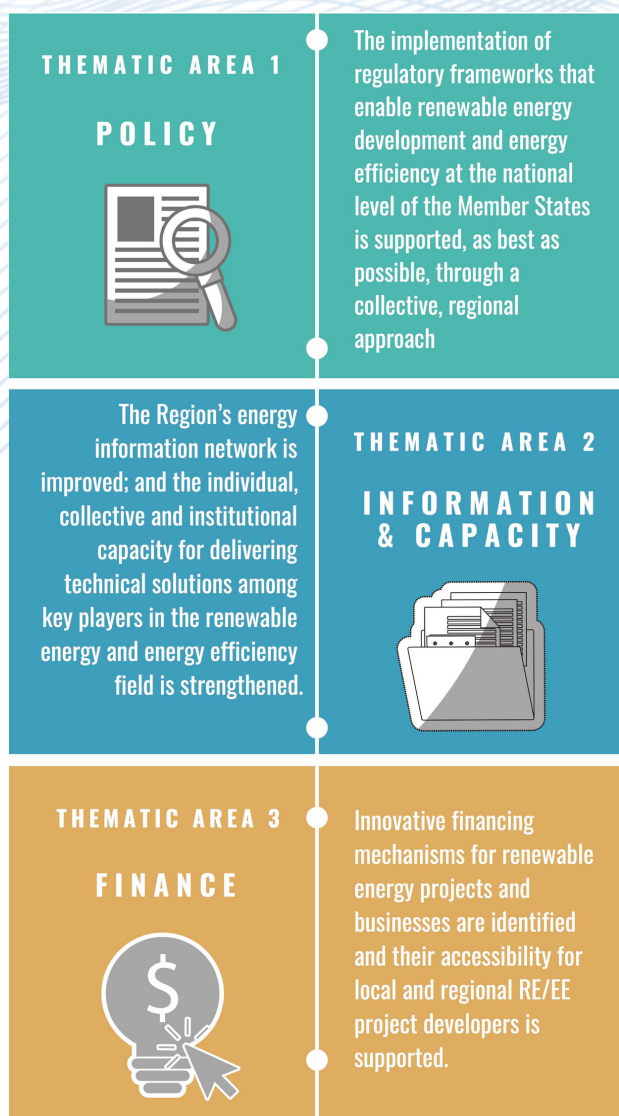 THEMATIC AREA 1
POLICY
The implementation of
regulatory frameworks that
enable renewable energy
development and energy
efficiency at the national
level of the Member States
is supported, as best as
possible, through a
collective, regional
approach
The Region's energy
information network is
improved; and the individual,
collective and institutional
capacity for delivering
technical solutions among
key players in the renewable
energy and energy efficiency
field is strengthened.
THEMATIC AREA 2
INFORMATION
& CAPACITY
THEMATIC AREA 3
FINANCE
$
Innovative financing
mechanisms for renewable
energy projects and
businesses are identified
and their accessibility for
local and regional RE/EE
project developers is
supported.